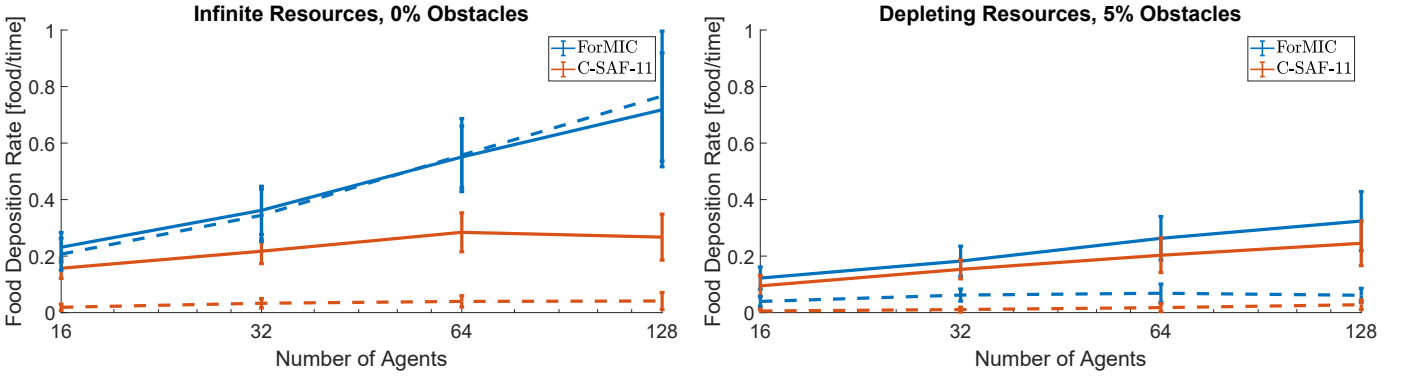 Infinite Resources, 0% Obstacles
Food Deposition Rate [food/time]
1
0.8
0.6
0.4
0.2
0
ForMIC
C-SAF-11
16
32
64
128
Number of Agents
Depleting Resources, 5% Obstacles
Food Deposition Rate [food/time]
1
0.8
0.6
0.4
0.2
0
ForMIC
C-SAF-11
16
32
64
128
Number of Agents